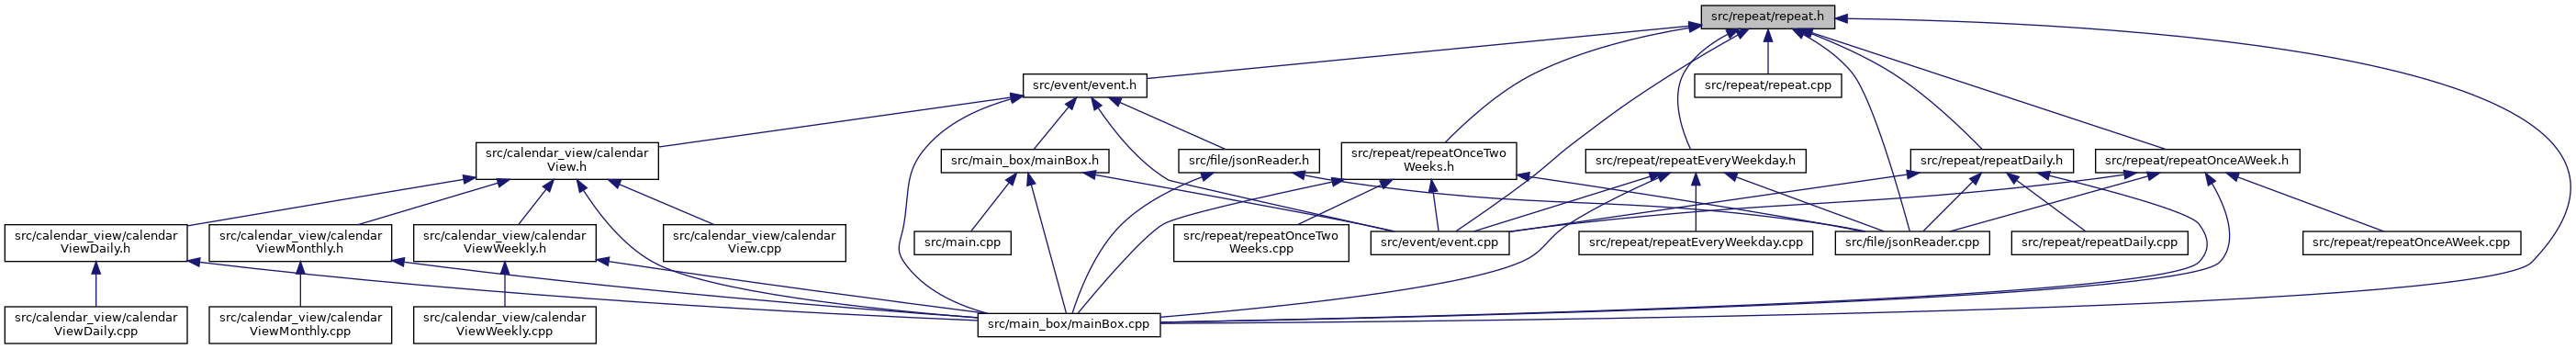 src/repeat/repeat.h
src/event/event.h
src/repeat/repeat.cpp
src/calendar_view/calendar
View.h
src/main_box/mainBox.h
src/file/jsonReader.h
src/repeat/repeatOnceTwo
Weeks.h
src/repeat/repeatEveryWeekday.h
src/repeat/repeatDaily.h
src/repeat/repeatOnceAWeek.h
src/calendar_view/calendar
ViewDaily.h
src/calendar_view/calendar
ViewMonthly.h
src/calendar_view/calendar
ViewWeekly.h
src/calendar_view/calendar
View.cpp
src/main.cpp
src/repeat/repeatOnceTwo
Weeks.cpp
src/event/event.cpp
src/repeat/repeatEveryWeekday.cpp
src/file/jsonReader.cpp
src/repeat/repeatDaily.cpp
src/repeat/repeatOnceAWeek.cpp
src/calendar_view/calendar
ViewDaily.cpp
src/calendar_view/calendar
ViewMonthly.cpp
src/calendar_view/calendar
ViewWeekly.cpp
src/main_box/mainBox.cpp